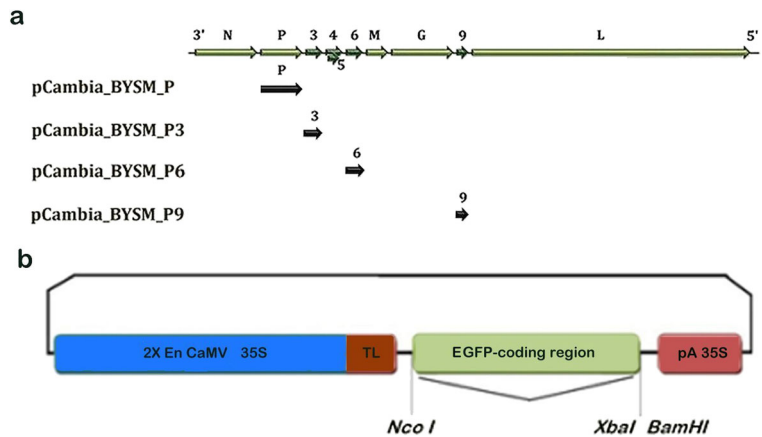 a
3' N P 3 4 6 M G 9 L 5'
5
P
pCambia_BYSM_P
3
pCambia_BYSM_P3
6
pCambia_BYSM_P6
9
pCambia_BYSM_P9
b
2X En CaMV 35S TL EGFP-coding region pA 35S
Nco I XbaI BamHI